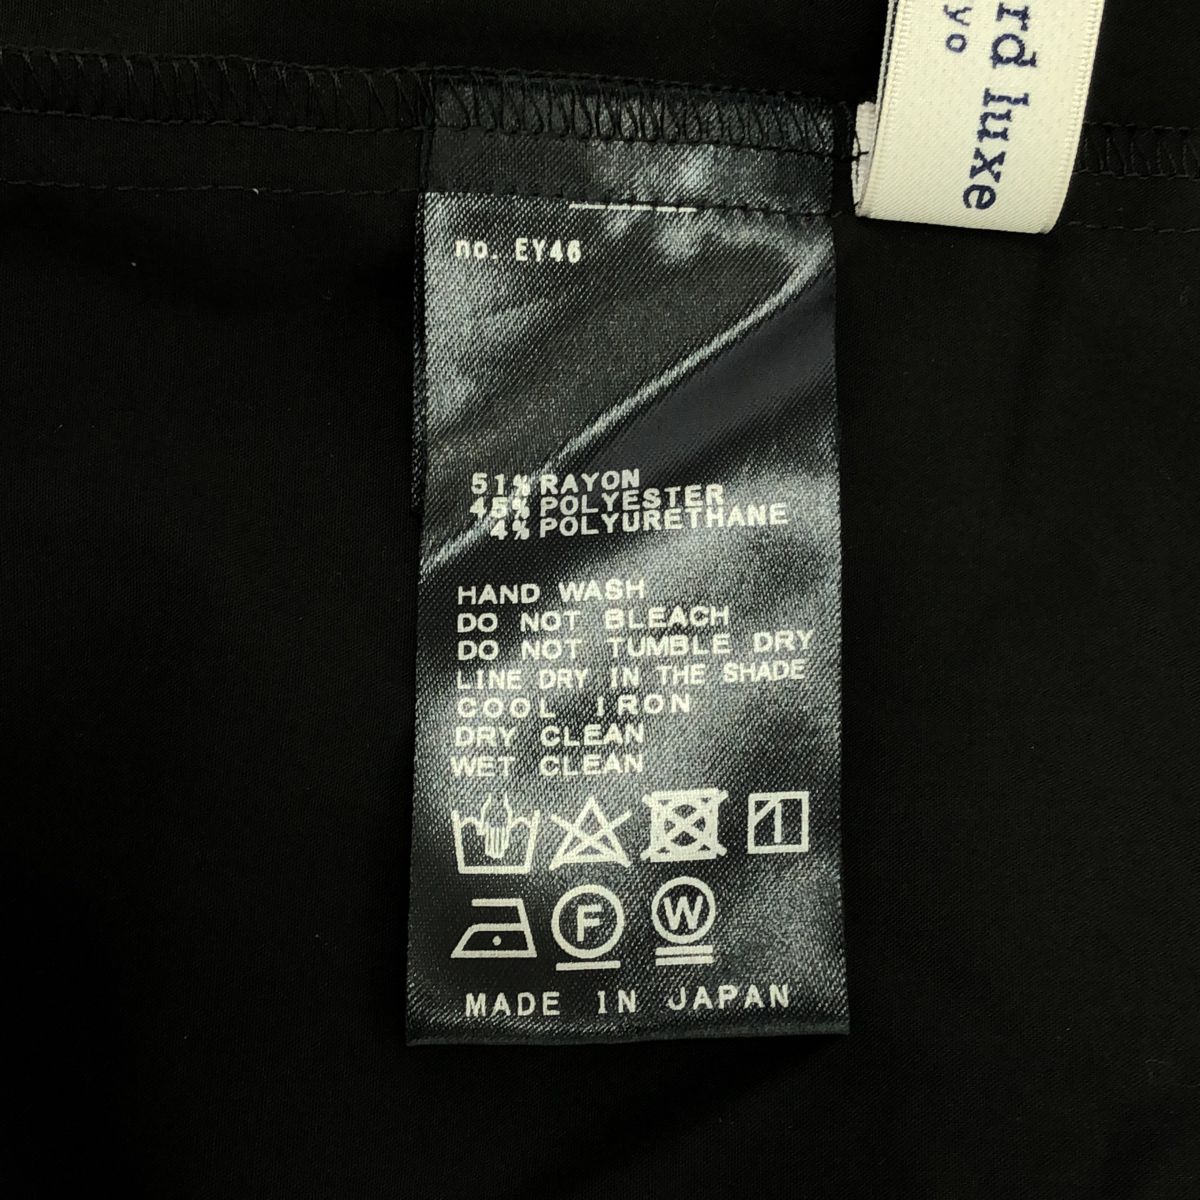 rd luxe
yo
no. EY46
51% RAYON
45% POLYESTER
4% POLYURETHANE
HAND WASH
DO NOT BLEACH
DO NOT TUMBLE DRY
LINE DRY IN THE SHADE
COOL IRON
DRY CLEAN
WET CLEAN
F W
MADE IN JAPAN